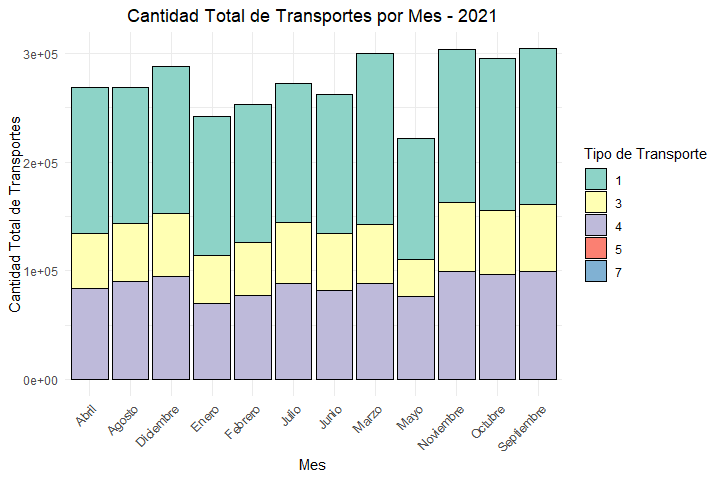 Cantidad Total de Transportes por Mes - 2021
Cantidad Total de Transportes
3e+05
2e+05
1e+05
0e+00
Abril
Agosto
Diciembre
Enero
Febrero
Julio
Junio
Marzo
Mayo
Noviembre
Octubre
Septiembre
Mes
Tipo de Transporte
1
3
4
5
7